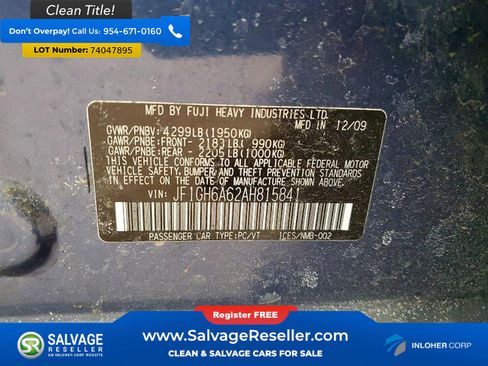 Clean Title!
Don't Overpay! Call us: 954-671-0160
LOT Number: 74047895
MFD BY FUJI HEAVY INDUSTRIES LTD.
IN 12/09
GVWR/PNBV: 4299LB(1950KG)
GAWR/PNBE:FRONT- 2183LB( 990KG)
GAWR/PNBE:REAR - 2205LB(1000KG)
THIS VEHICLE CONFORMS TO ALL APPLICABLE FEDERAL MOTOR
VEHICLE SAFETY, BUMPER, AND THEFT PREVENTION STANDARDS
IN EFFECT ON THE DATE OF MANUFACTURE SHOWN ABOVE.
VIN: JF1GH6A62AH815841
PASSENGER CAR TYPE:PC/VT ICES/NMB-002
Register FREE!
SALVAGE
RESELLER
AN INLOHER CORP WEBSITE
www.SalvageReseller.com
CLEAN & SALVAGE CARS FOR SALE
INLOHER CORP